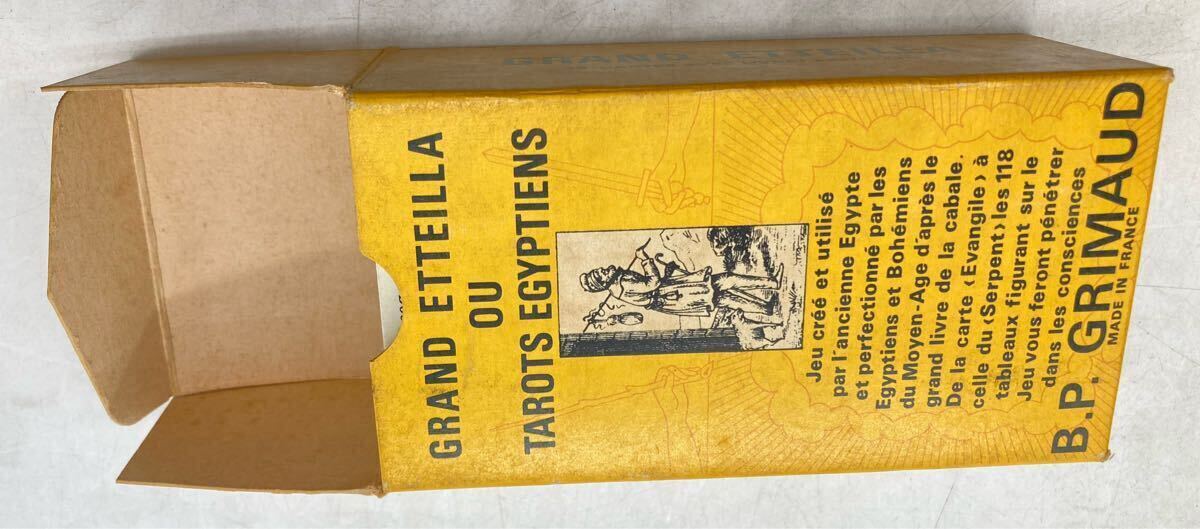 GRAND ETTEILLA
GRAND ETTEILLA
OU
TAROTS EGYPTIENS
Jeu créé et utilisé
par l'ancienne Egypte
et perfectionné par les
Egyptiens et Bohémiens
du Moyen-Age d'après le
grand livre de la cabale.
De la carte ‹Evangile› à
celle du ‹Serpent› les 118
tableaux figurant sur le
Jeu vous feront pénétrer
dans les consciences
B.P. GRIMAUD
MADE IN FRANCE